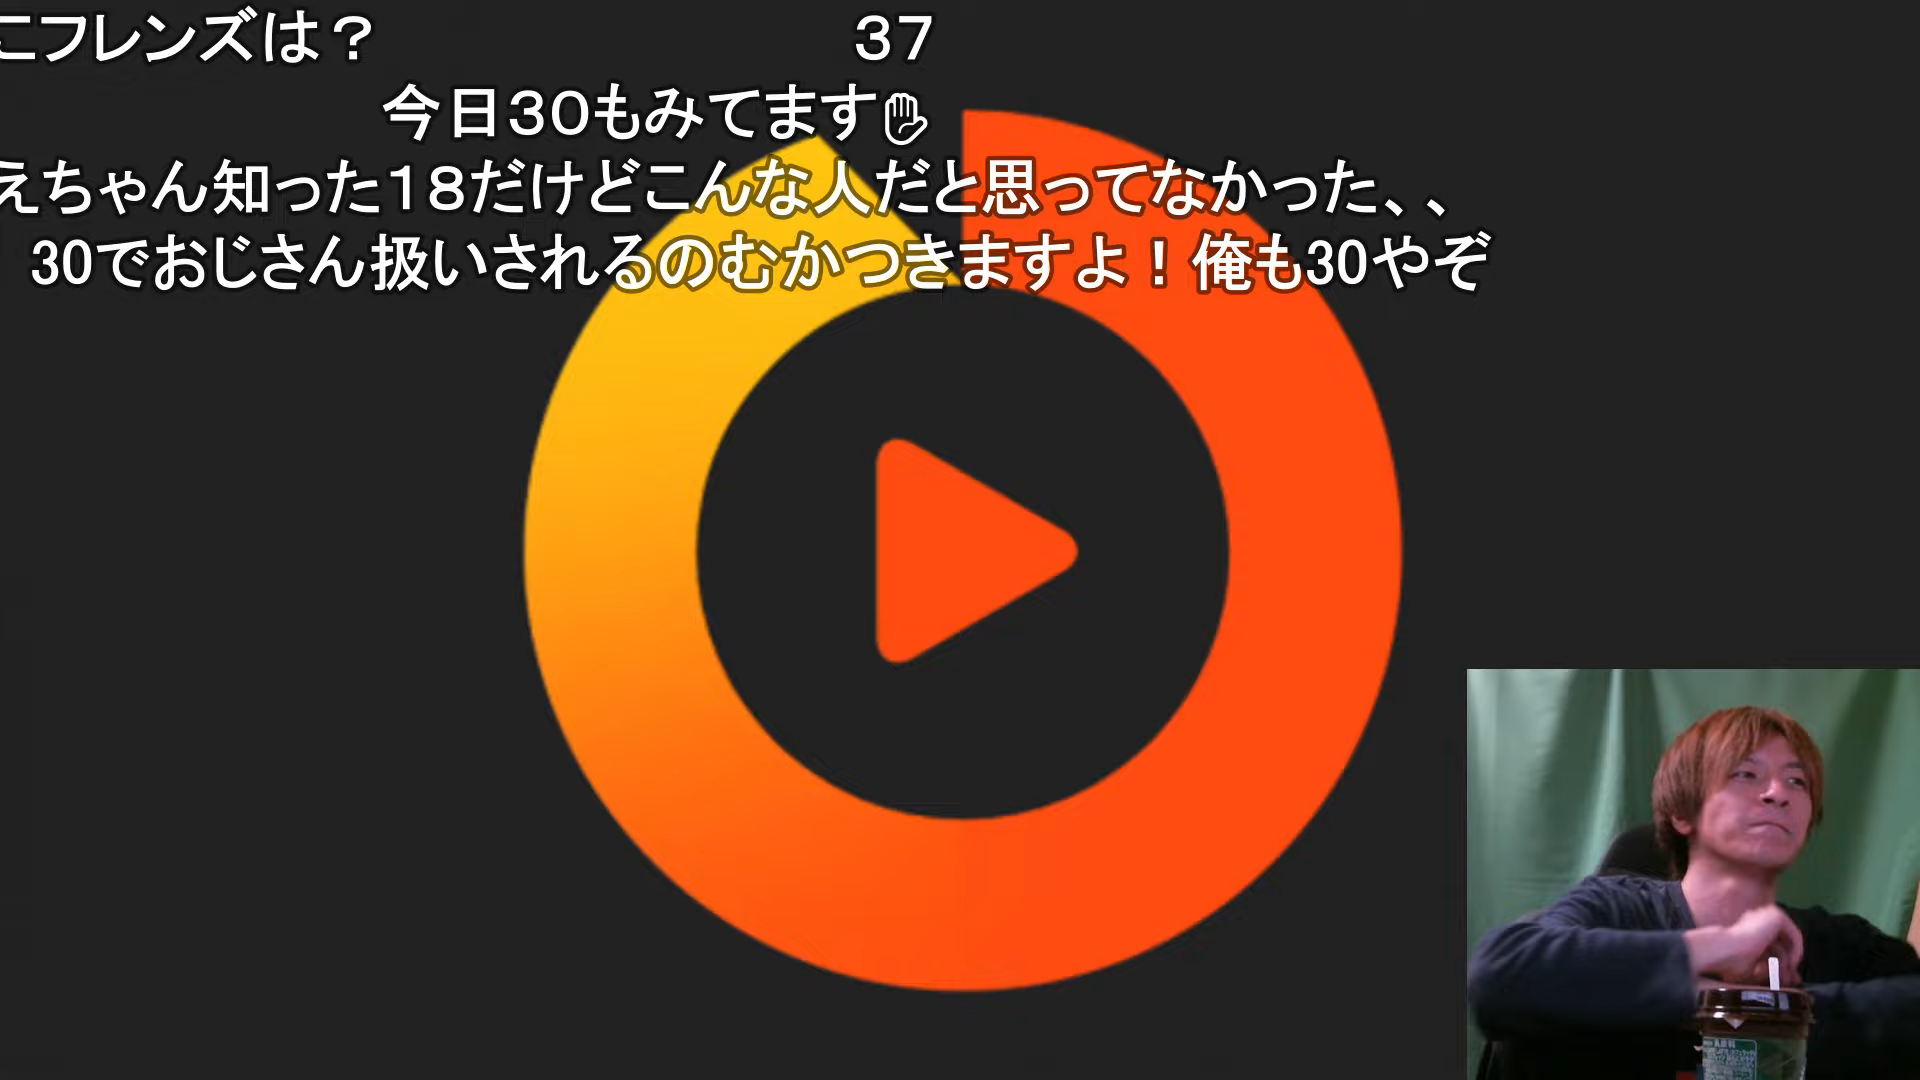 こフレンズは？
37
今日３０もみてます✋
えちゃん知った１８だけどこんな人だと思ってなかった、、
30でおじさん扱いされるのむかつきますよ！俺も30やぞ